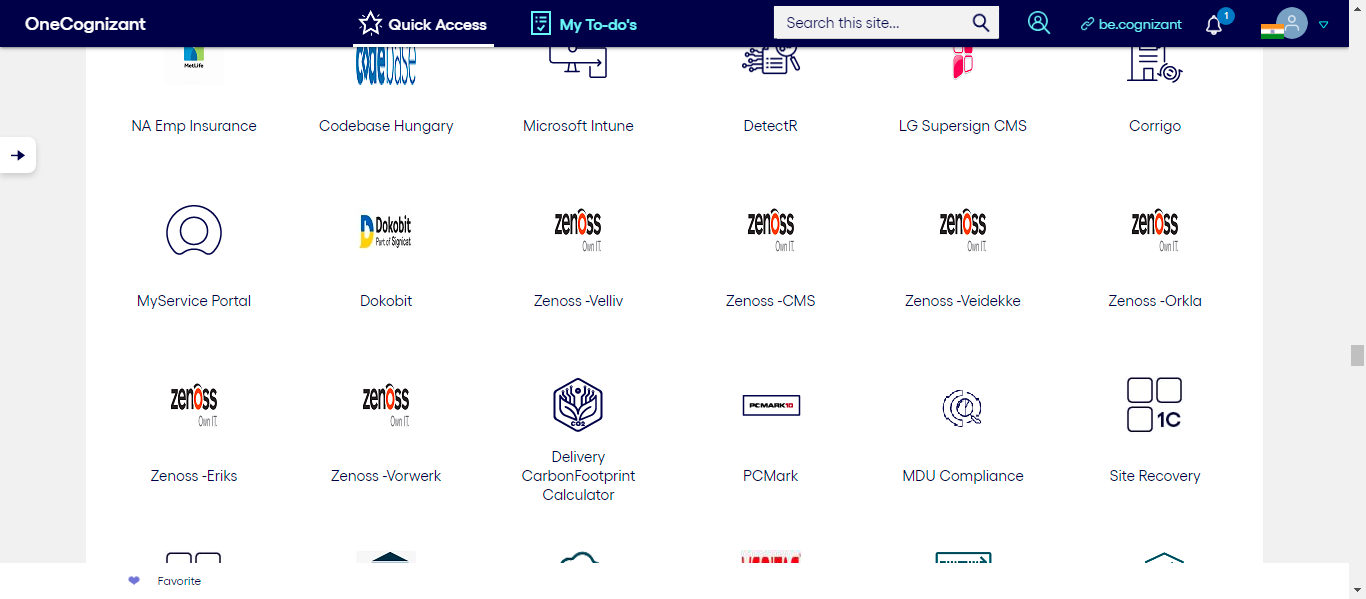 OneCognizant
Quick Access
My To-do's
Search this site...
be.cognizant
1
MetLife
codebase
NA Emp Insurance
Codebase Hungary
Microsoft Intune
DetectR
LG Supersign CMS
Corrigo
Dokobit
Part of Signicat
zenoss
Own IT.
zenoss
Own IT.
zenoss
Own IT.
zenoss
Own IT.
MyService Portal
Dokobit
Zenoss -Velliv
Zenoss -CMS
Zenoss -Veidekke
Zenoss -Orkla
zenoss
Own IT.
zenoss
Own IT.
CO2
PCMARK10
1C
Zenoss -Eriks
Zenoss -Vorwerk
Delivery
CarbonFootprint
Calculator
PCMark
MDU Compliance
Site Recovery
Favorite